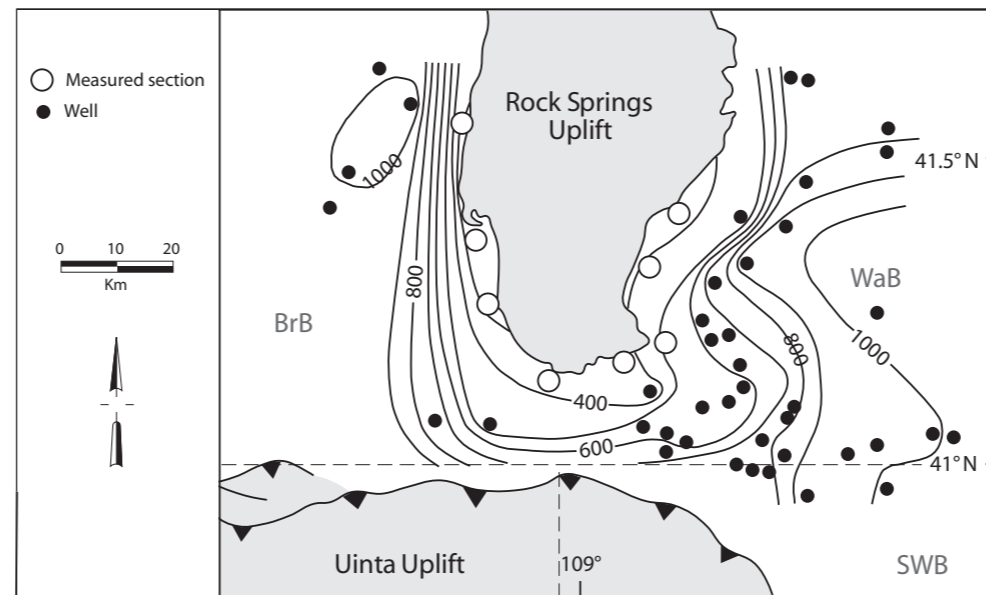 Measured section
Well
0 10 20
Km
Rock Springs
Uplift
1000
41.5° N
800
BrB
WaB
800
1000
400
600
41° N
Uinta Uplift
109°
SWB